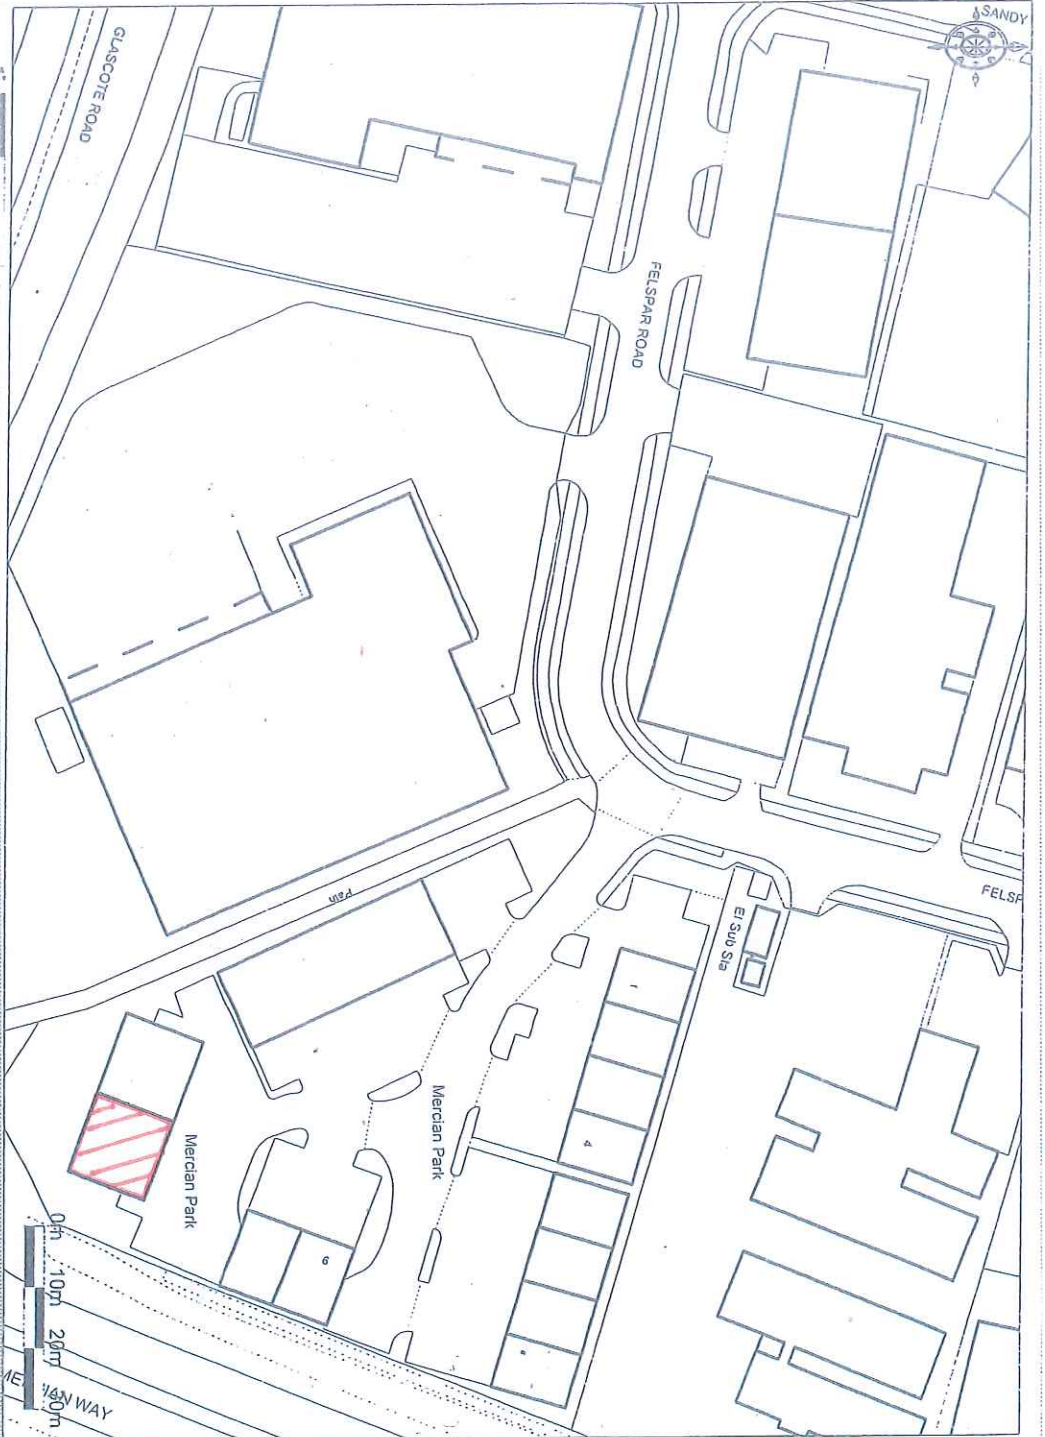 SANDY
GLASCOTE ROAD
FELSPAR ROAD
FELSP
El Sub Sta
Path
1
4
Mercian Park
Mercian Park
6
0m
10m
20m
30m